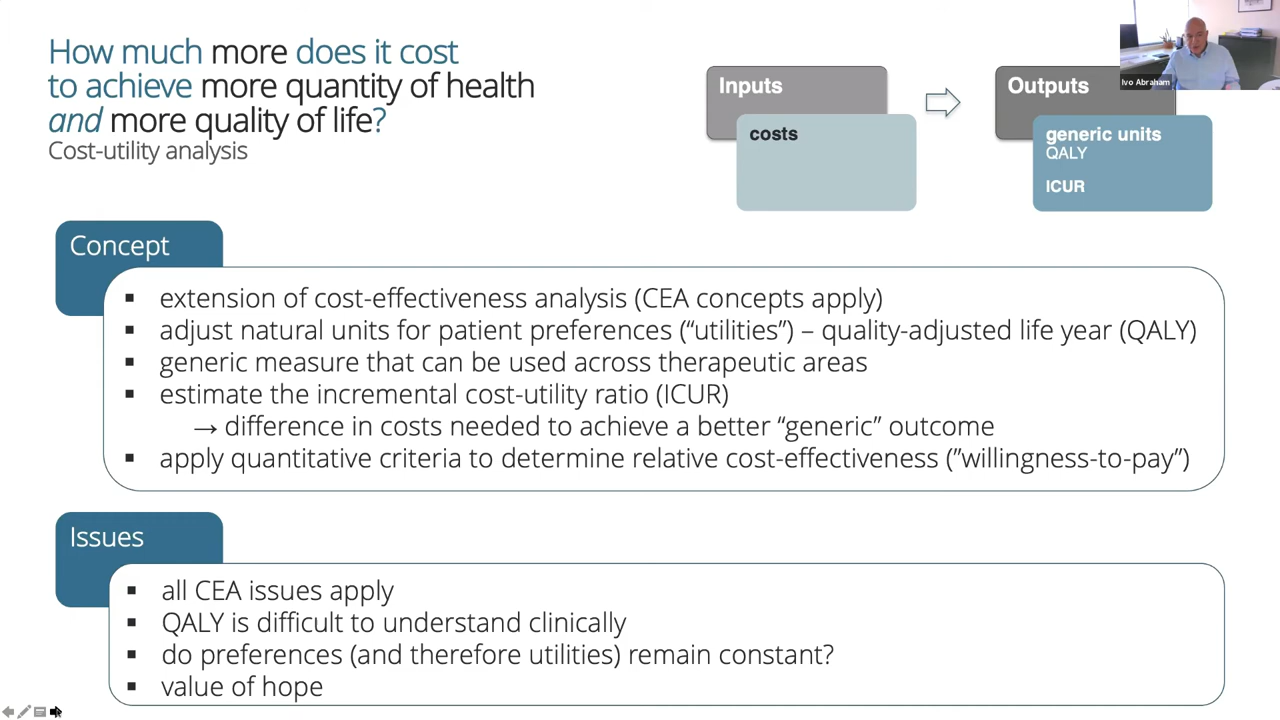 How much more does it cost
to achieve more quantity of health
and more quality of life?
Cost-utility analysis
Inputs
costs
Outputs
generic units
QALY
ICUR
Ivo Abraham
Concept
▪ extension of cost-effectiveness analysis (CEA concepts apply)
▪ adjust natural units for patient preferences (“utilities”) – quality-adjusted life year (QALY)
▪ generic measure that can be used across therapeutic areas
▪ estimate the incremental cost-utility ratio (ICUR)
→ difference in costs needed to achieve a better “generic” outcome
▪ apply quantitative criteria to determine relative cost-effectiveness (”willingness-to-pay”)
Issues
▪ all CEA issues apply
▪ QALY is difficult to understand clinically
▪ do preferences (and therefore utilities) remain constant?
▪ value of hope